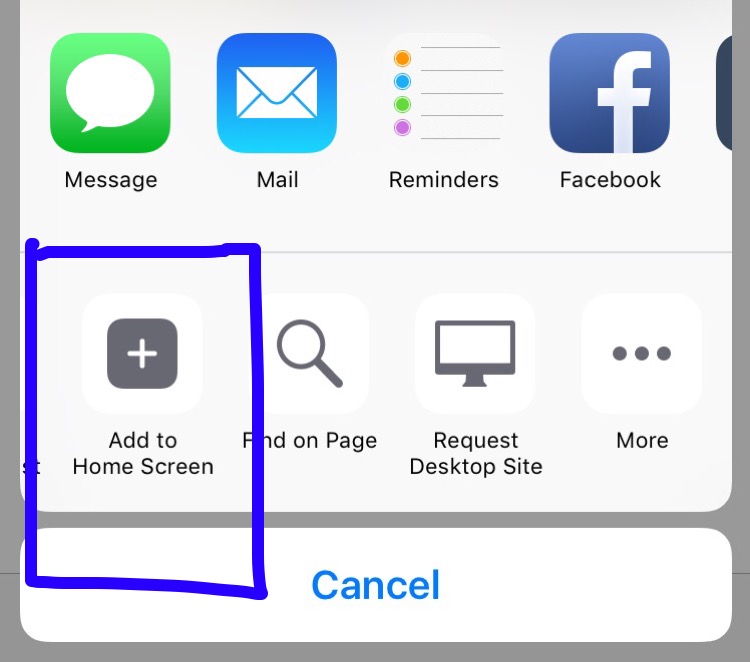 Message
Mail
Reminders
Facebook
st
Add to
Home Screen
Find on Page
Request
Desktop Site
More
Cancel